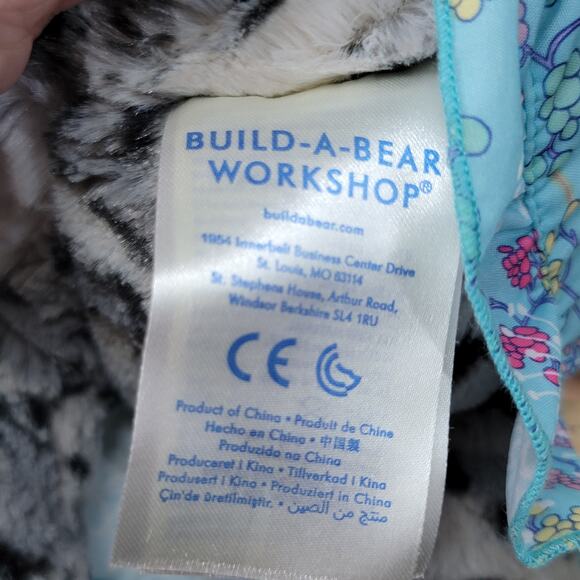 BUILD-A-BEAR
WORKSHOP®
buildabear.com
1954 Innerbelt Business Center Drive
St. Louis, MO 63114
St. Stephens House, Arthur Road,
Windsor Berkshire SL4 1RU
CE
Product of China • Produit de Chine
Hecho en China • 中国製
Produzido na China
Produceret i Kina • Tillverkad i Kina
Produsert i Kina • Produziert in China
Çin'de üretilmiştir. • منتج من الصين